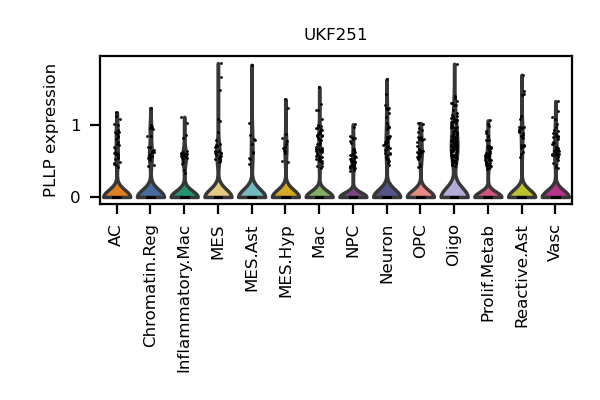 UKF251
PLLP expression
1
0
AC
Chromatin.Reg
Inflammatory.Mac
MES
MES.Ast
MES.Hyp
Mac
NPC
Neuron
OPC
Oligo
Prolif.Metab
Reactive.Ast
Vasc